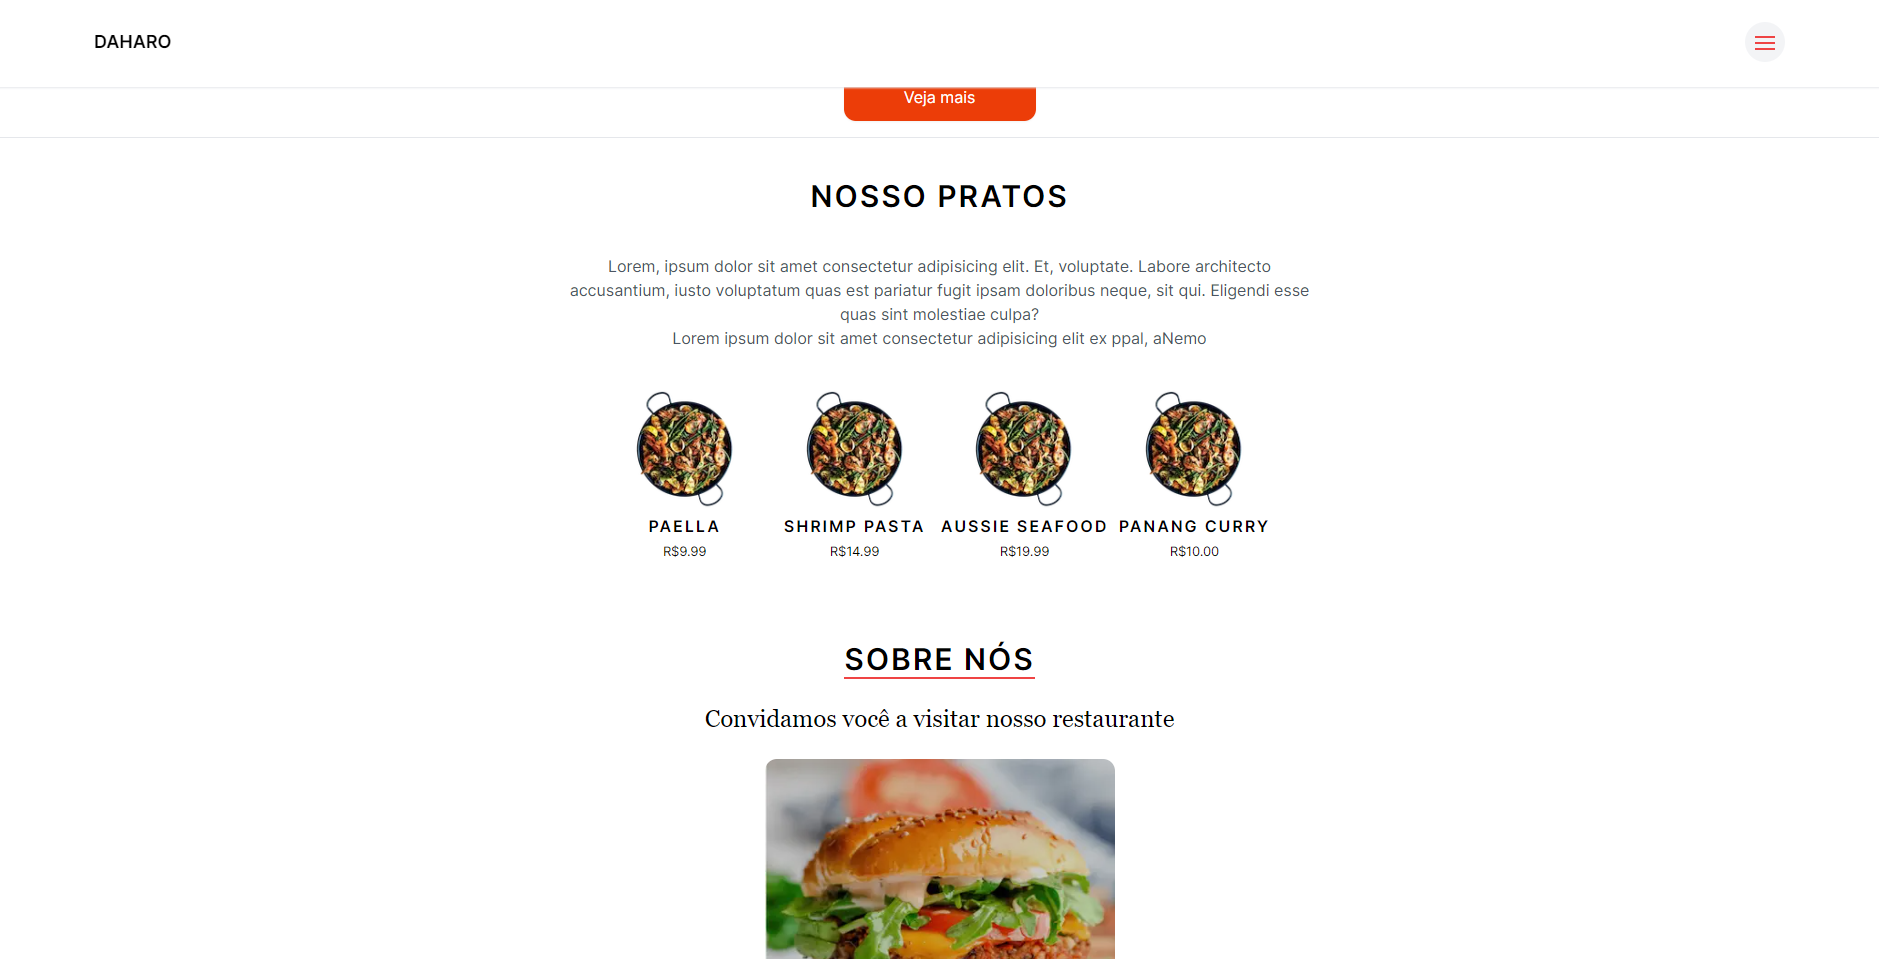 DAHARO
Veja mais
NOSSO PRATOS
Lorem, ipsum dolor sit amet consectetur adipisicing elit. Et, voluptate. Labore architecto
accusantium, iusto voluptatum quas est pariatur fugit ipsam doloribus neque, sit qui. Eligendi esse
quas sint molestiae culpa?
Lorem ipsum dolor sit amet consectetur adipisicing elit ex ppal, aNemo
PAELLA
R$9.99
SHRIMP PASTA
R$14.99
AUSSIE SEAFOOD
R$19.99
PANANG CURRY
R$10.00
SOBRE NÓS
Convidamos você a visitar nosso restaurante